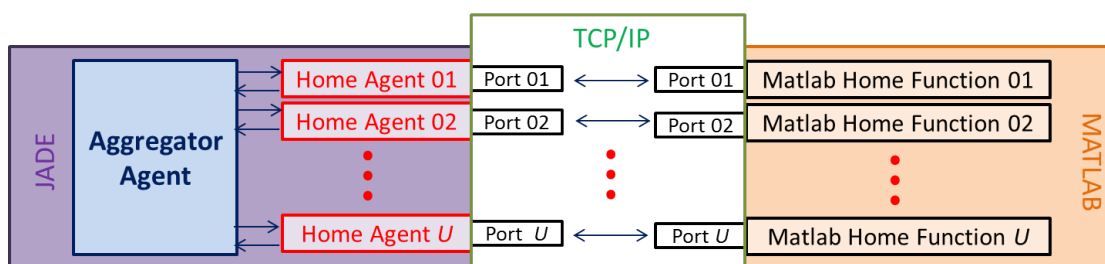 TCP/IP
JADE
Aggregator
Agent
Home Agent 01
Port 01
Port 01
Matlab Home Function 01
Home Agent 02
Port 02
Port 02
Matlab Home Function 02
Home Agent U
Port U
Port U
Matlab Home Function U
MATLAB